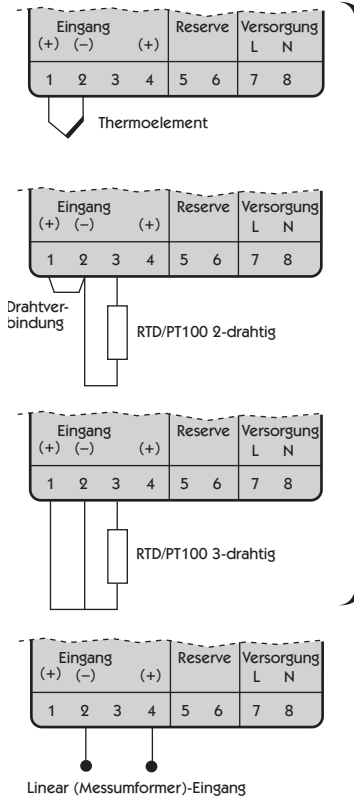 Eingang Reserve Versorgung
(+) (−) (+) L N
1 2 3 4 5 6 7 8
Thermoelement
Eingang Reserve Versorgung
(+) (−) (+) L N
1 2 3 4 5 6 7 8
Drahtver-
bindung
RTD/PT100 2-drahtig
Eingang Reserve Versorgung
(+) (−) (+) L N
1 2 3 4 5 6 7 8
RTD/PT100 3-drahtig
Eingang Reserve Versorgung
(+) (−) (+) L N
1 2 3 4 5 6 7 8
Linear (Messumformer)-Eingang